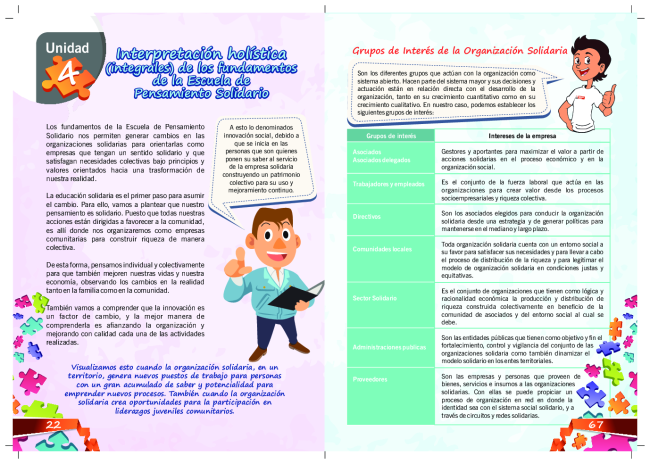 Unidad
4
Interpretación holística
(integrales) de los fundamentos
de la Escuela de
Pensamiento Solidario
Los fundamentos de la Escuela de Pensamiento
Solidario nos permiten generar cambios en las
organizaciones solidarias para orientarlas como
empresas que tengan un sentido solidario y que
satisfagan necesidades colectivas bajo principios y
valores orientados hacia una trasformación de
nuestra realidad.
La educación solidaria es el primer paso para asumir
el cambio. Para ello, vamos a plantear que nuestro
pensamiento es solidario. Puesto que todas nuestras
acciones están dirigidas a favorecer a la comunidad,
es allí donde nos organizaremos como empresas
comunitarias para construir riqueza de manera
colectiva.
De esta forma, pensamos individual y colectivamente
para que también mejoren nuestras vidas y nuestra
economía, observando los cambios en la realidad
tanto en la familia como en la comunidad.
También vamos a comprender que la innovación es
un factor de cambio, y la mejor manera de
comprenderla es afianzando la organización y
mejorando con calidad cada una de las actividades
realizadas.
A esto lo denominados
innovación social, debido a
que se inicia en las
personas que son quienes
ponen su saber al servicio
de la empresa solidaria
construyendo un patrimonio
colectivo para su uso y
mejoramiento continuo.
Visualizamos esto cuando la organización solidaria, en un
territorio, genera nuevos puestos de trabajo para personas
con un gran acumulado de saber y potencialidad para
emprender nuevos procesos. También cuando la organización
solidaria crea oportunidades para la participación en
liderazgos juveniles comunitarios.
22
Grupos de Interés de la Organización Solidaria
Son los diferentes grupos que actúan con la organización como
sistema abierto. Hacen parte del sistema mayor y sus decisiones y
actuación están en relación directa con el desarrollo de la
organización, tanto en su crecimiento cuantitativo como en su
crecimiento cualitativo. En nuestro caso, podemos establecer los
siguientes grupos de interés:
Grupos de interés
Intereses de la empresa
Asociados
Asociados delegados
Gestores y aportantes para maximizar el valor a partir de
acciones solidarias en el proceso económico y en la
organización social.
Trabajadores y empleados
Es el conjunto de la fuerza laboral que actúa en las
organizaciones para crear valor desde los procesos
socioempresariales y riqueza colectiva.
Directivos
Son los asociados elegidos para conducir la organización
solidaria desde una estrategia y de generar políticas para
mantenerse en el mediano y largo plazo.
Comunidades locales
Toda organización solidaria cuenta con un entorno social a
su favor para satisfacer sus necesidades y para llevar a cabo
el proceso de distribución de la riqueza y para legitimar el
modelo de organización solidaria en condiciones justas y
equitativas.
Sector Solidario
Es el conjunto de organizaciones que tienen como lógica y
racionalidad económica la producción y distribución de
riqueza construida colectivamente en beneficio de la
comunidad de asociados y del entorno social al cual se
debe.
Administraciones públicas
Son las entidades públicas que tienen como objetivo y fin el
fortalecimiento, control y vigilancia del conjunto de las
organizaciones solidarias como también dinamizar el
modelo solidario en los entes territoriales.
Proveedores
Son las empresas y personas que proveen de
bienes, servicios e insumos a las organizaciones
solidarias. Con ellas se puede propiciar un
proceso de organización en red en donde la
identidad sea con el sistema social solidario, y a
través de circuitos y redes solidarias.
67